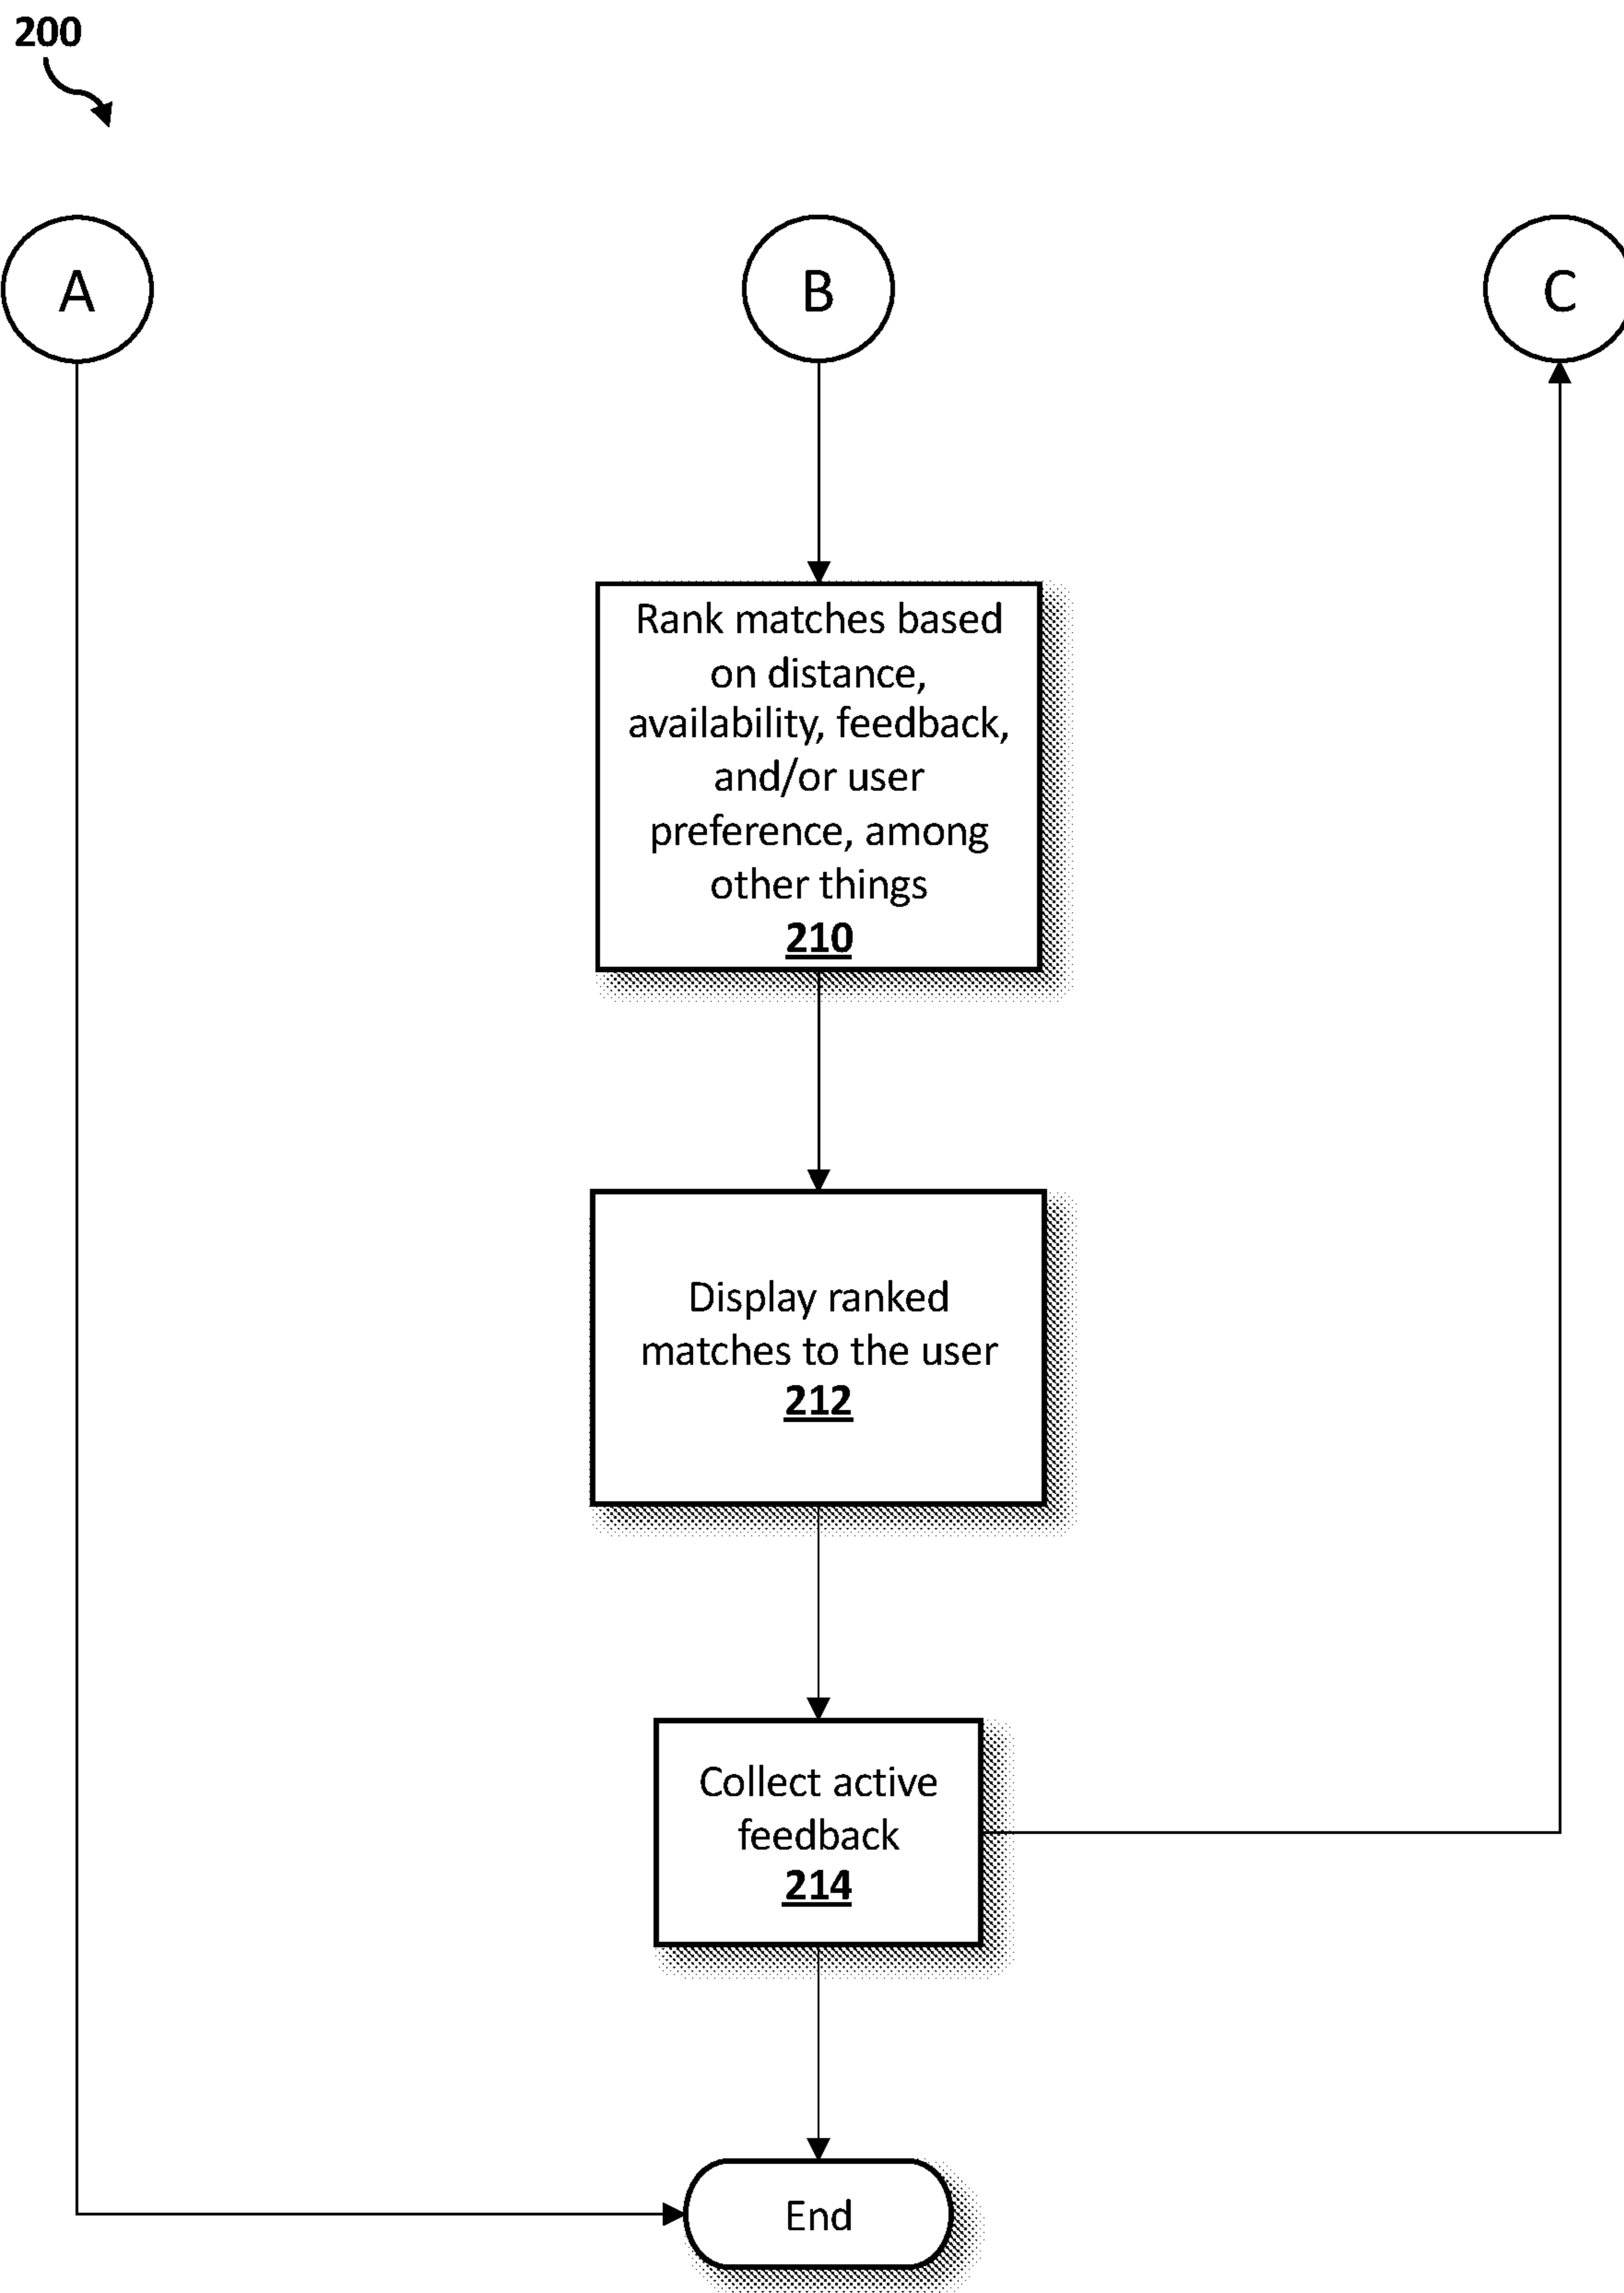 200
A
B
C
Rank matches based
on distance,
availability, feedback,
and/or user
preference, among
other things
210
Display ranked
matches to the user
212
Collect active
feedback
214
End